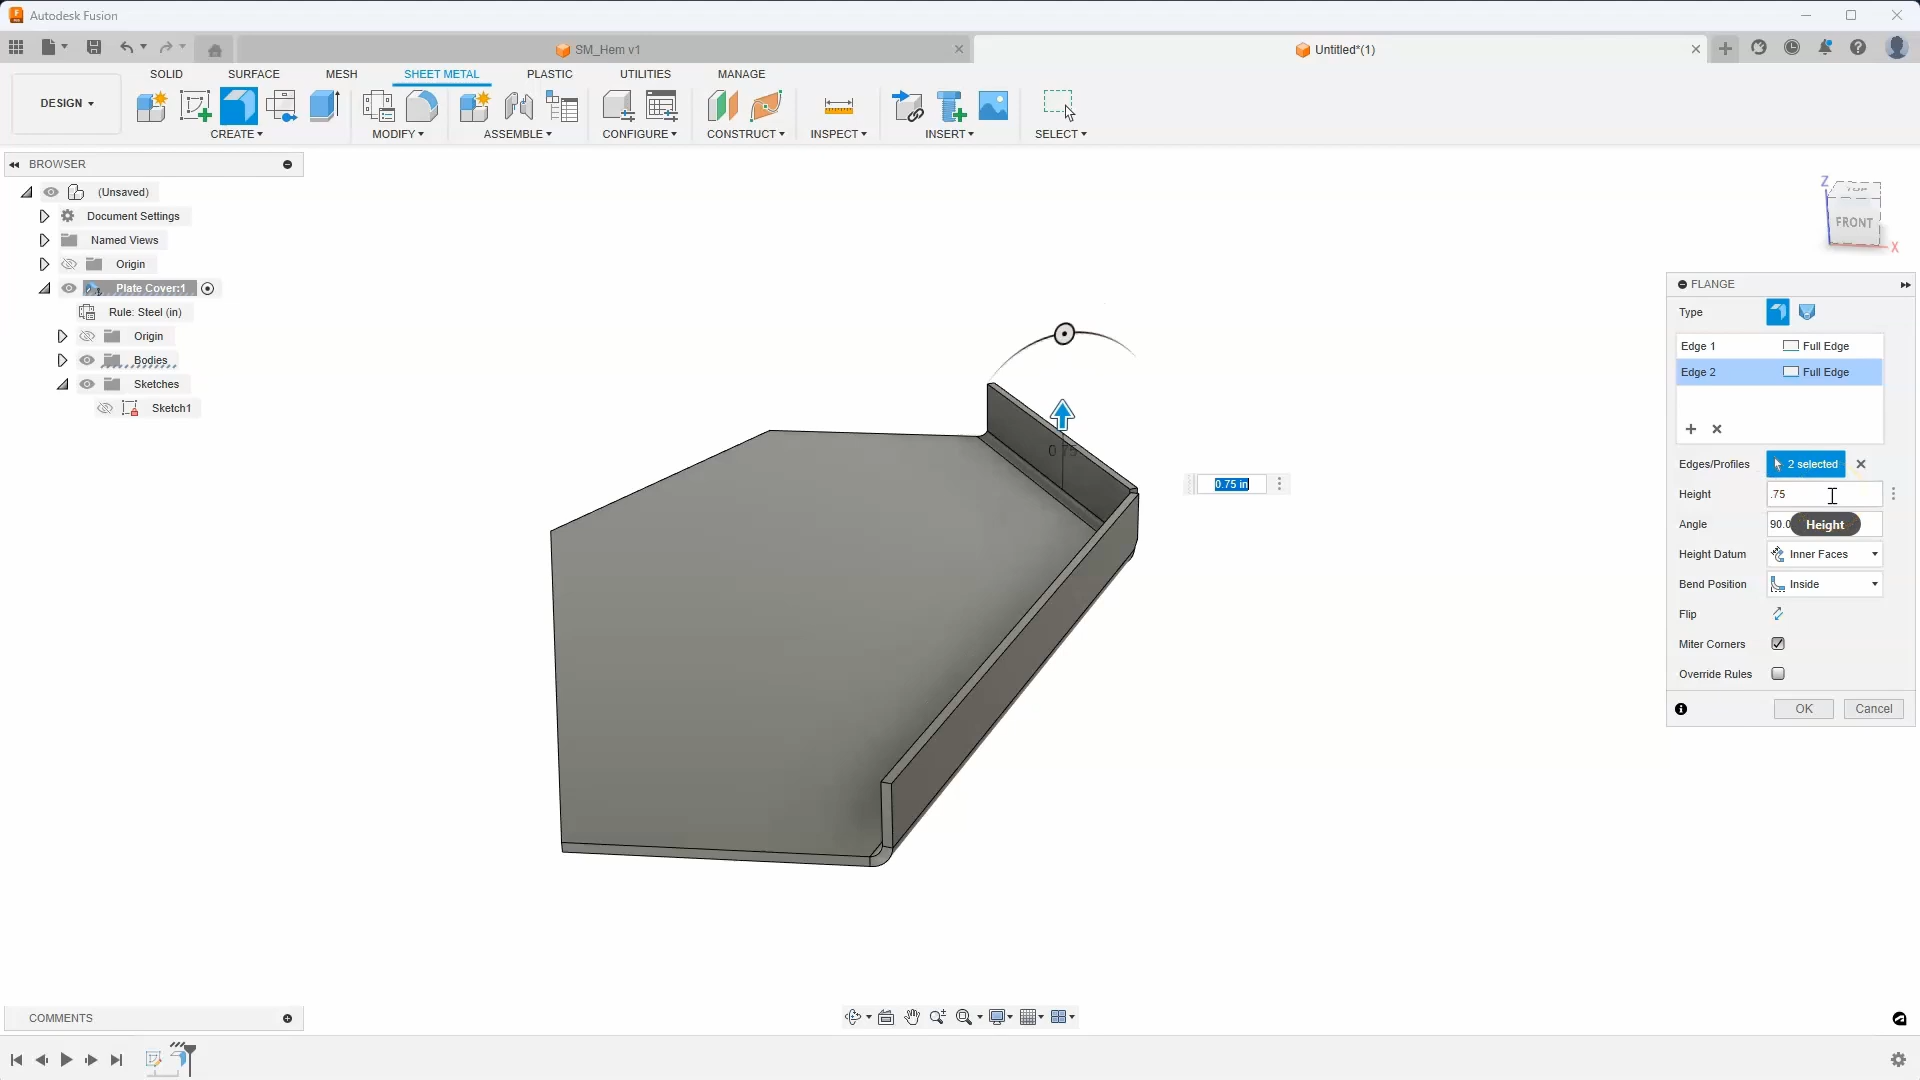 Autodesk Fusion
SM_Hem v1
Untitled*(1)
SOLID
SURFACE
MESH
SHEET METAL
PLASTIC
UTILITIES
MANAGE
DESIGN
CREATE
MODIFY
ASSEMBLE
CONFIGURE
CONSTRUCT
INSPECT
INSERT
SELECT
BROWSER
(Unsaved)
Document Settings
Named Views
Origin
Plate Cover:1
Rule: Steel (in)
Origin
Bodies
Sketches
Sketch1
Z
TOP
FRONT
X
FLANGE
Type
Edge 1 Full Edge
Edge 2 Full Edge
Edges/Profiles 2 selected
Height .75
Angle 90.0
Height
Height Datum Inner Faces
Bend Position Inside
Flip
Miter Corners
Override Rules
OK Cancel
0.75
0.75 in
COMMENTS